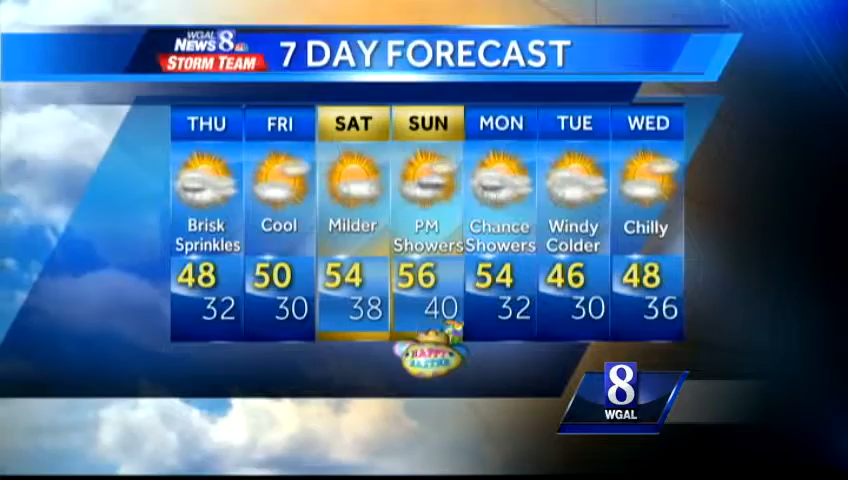 WGAL
NEWS 8
STORM TEAM
7 DAY FORECAST
THU FRI SAT SUN MON TUE WED
Brisk Cool Milder PM Chance Windy Chilly
Sprinkles Showers Showers Colder
48 50 54 56 54 46 48
32 30 38 40 32 30 36
HAPPY
EASTER
8
WGAL